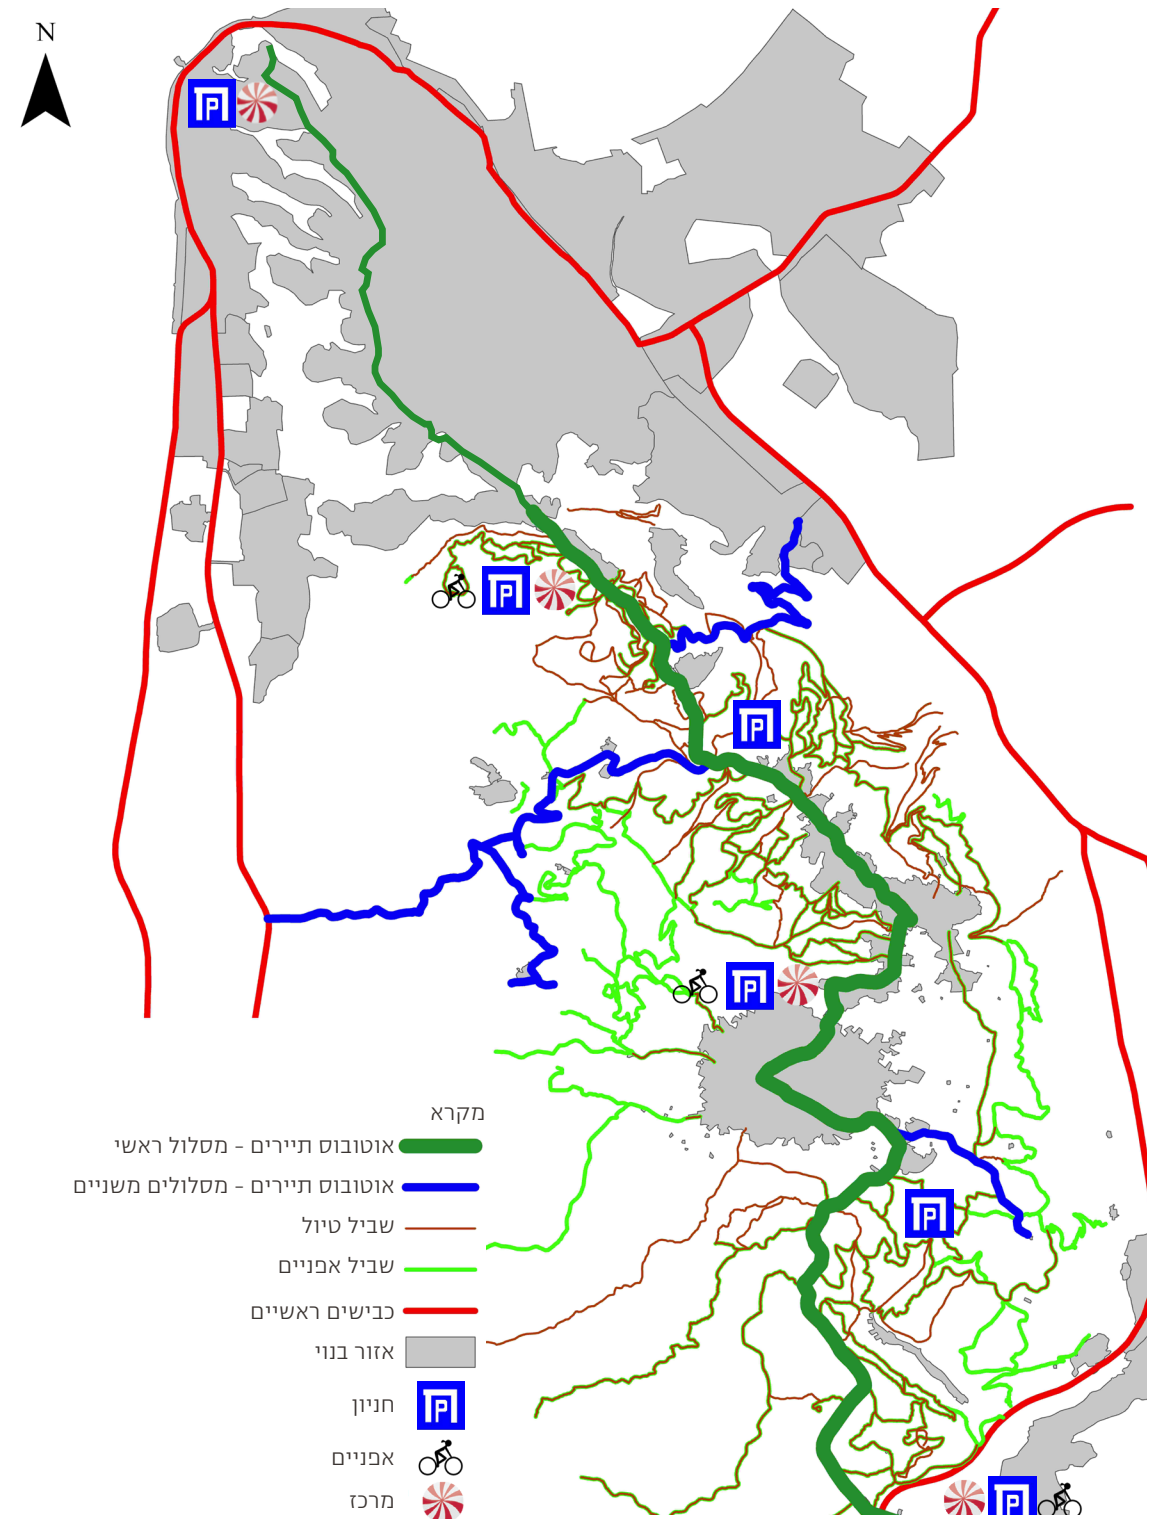 N
P
P
P
P
P
מקרא
אוטובוס תיירים - מסלול ראשי
אוטובוס תיירים - מסלולים משניים
שביל טיול
שביל אפניים
כבישים ראשיים
אזור בנוי
חניון
P
אפניים
מרכז
P